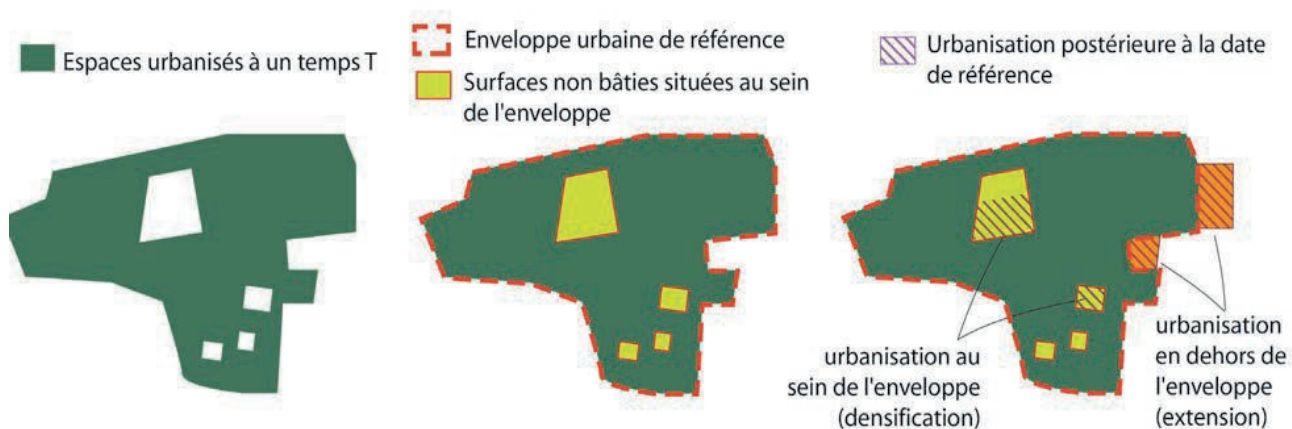 Espaces urbanisés à un temps T
Enveloppe urbaine de référence
Surfaces non bâties situées au sein
de l'enveloppe
Urbanisation postérieure à la date
de référence
urbanisation au
sein de l'enveloppe
(densification)
urbanisation
en dehors de
l'enveloppe
(extension)